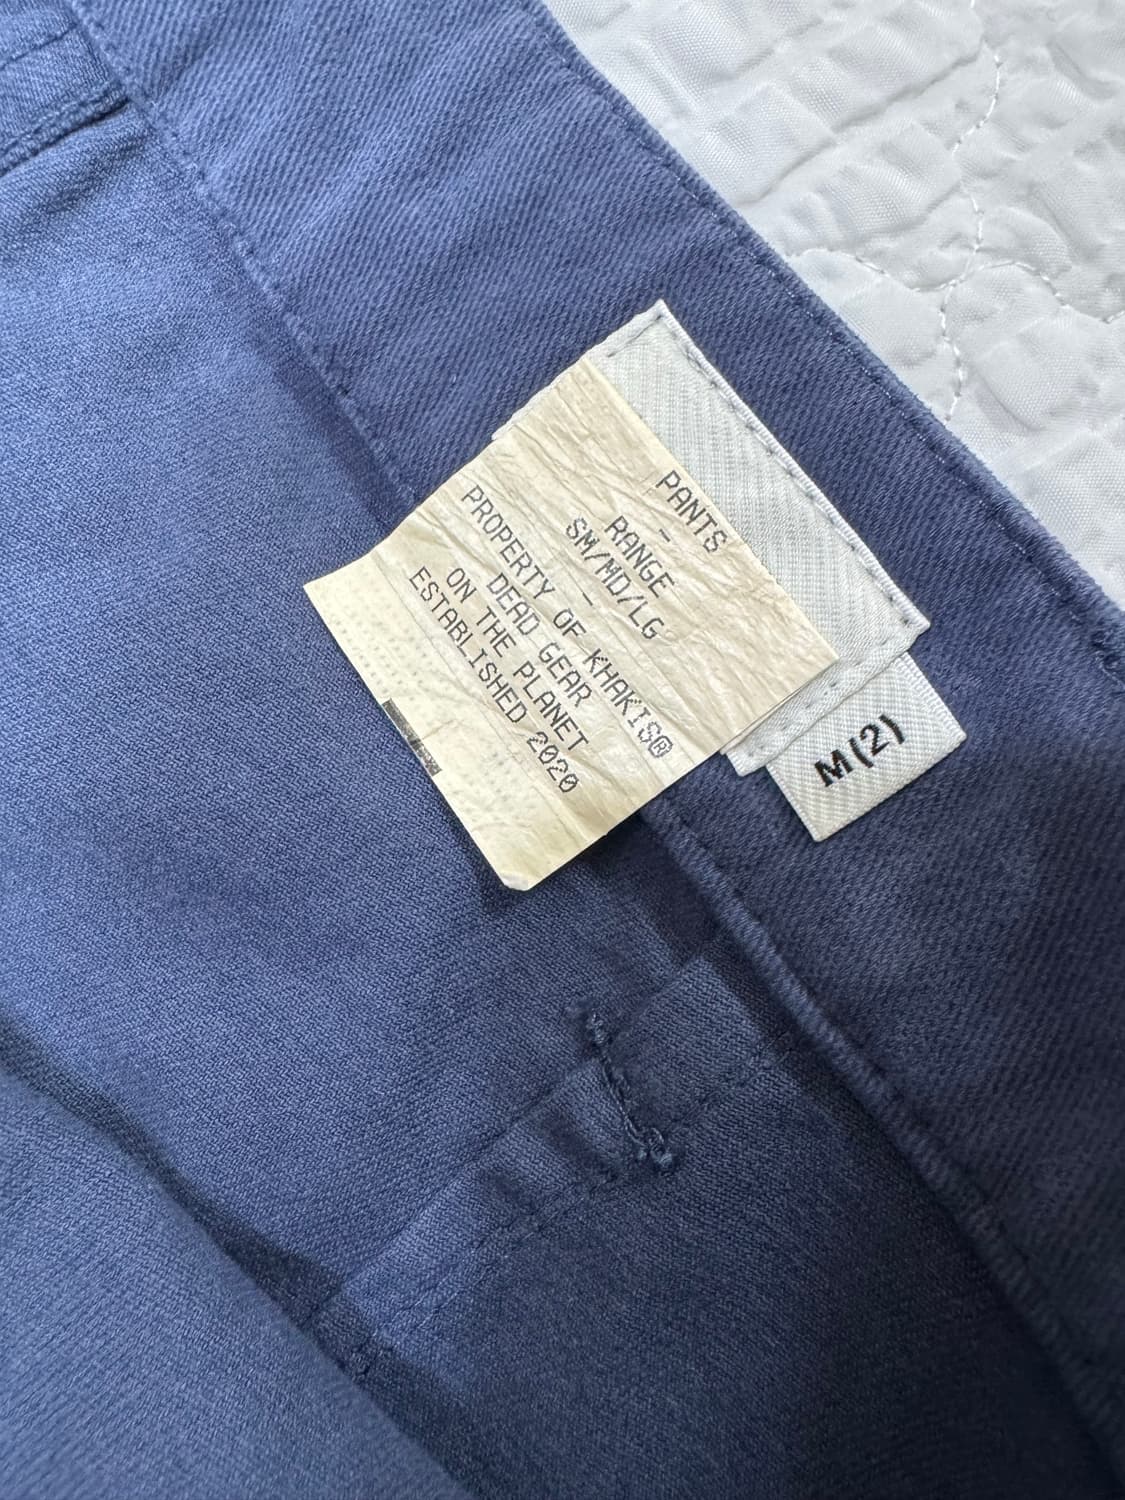 PANTS
-
RANGE
SM/MD/LG
-
PROPERTY OF KHAKIS®
DEAD GEAR
ON THE PLANET
ESTABLISHED 2020
M(2)